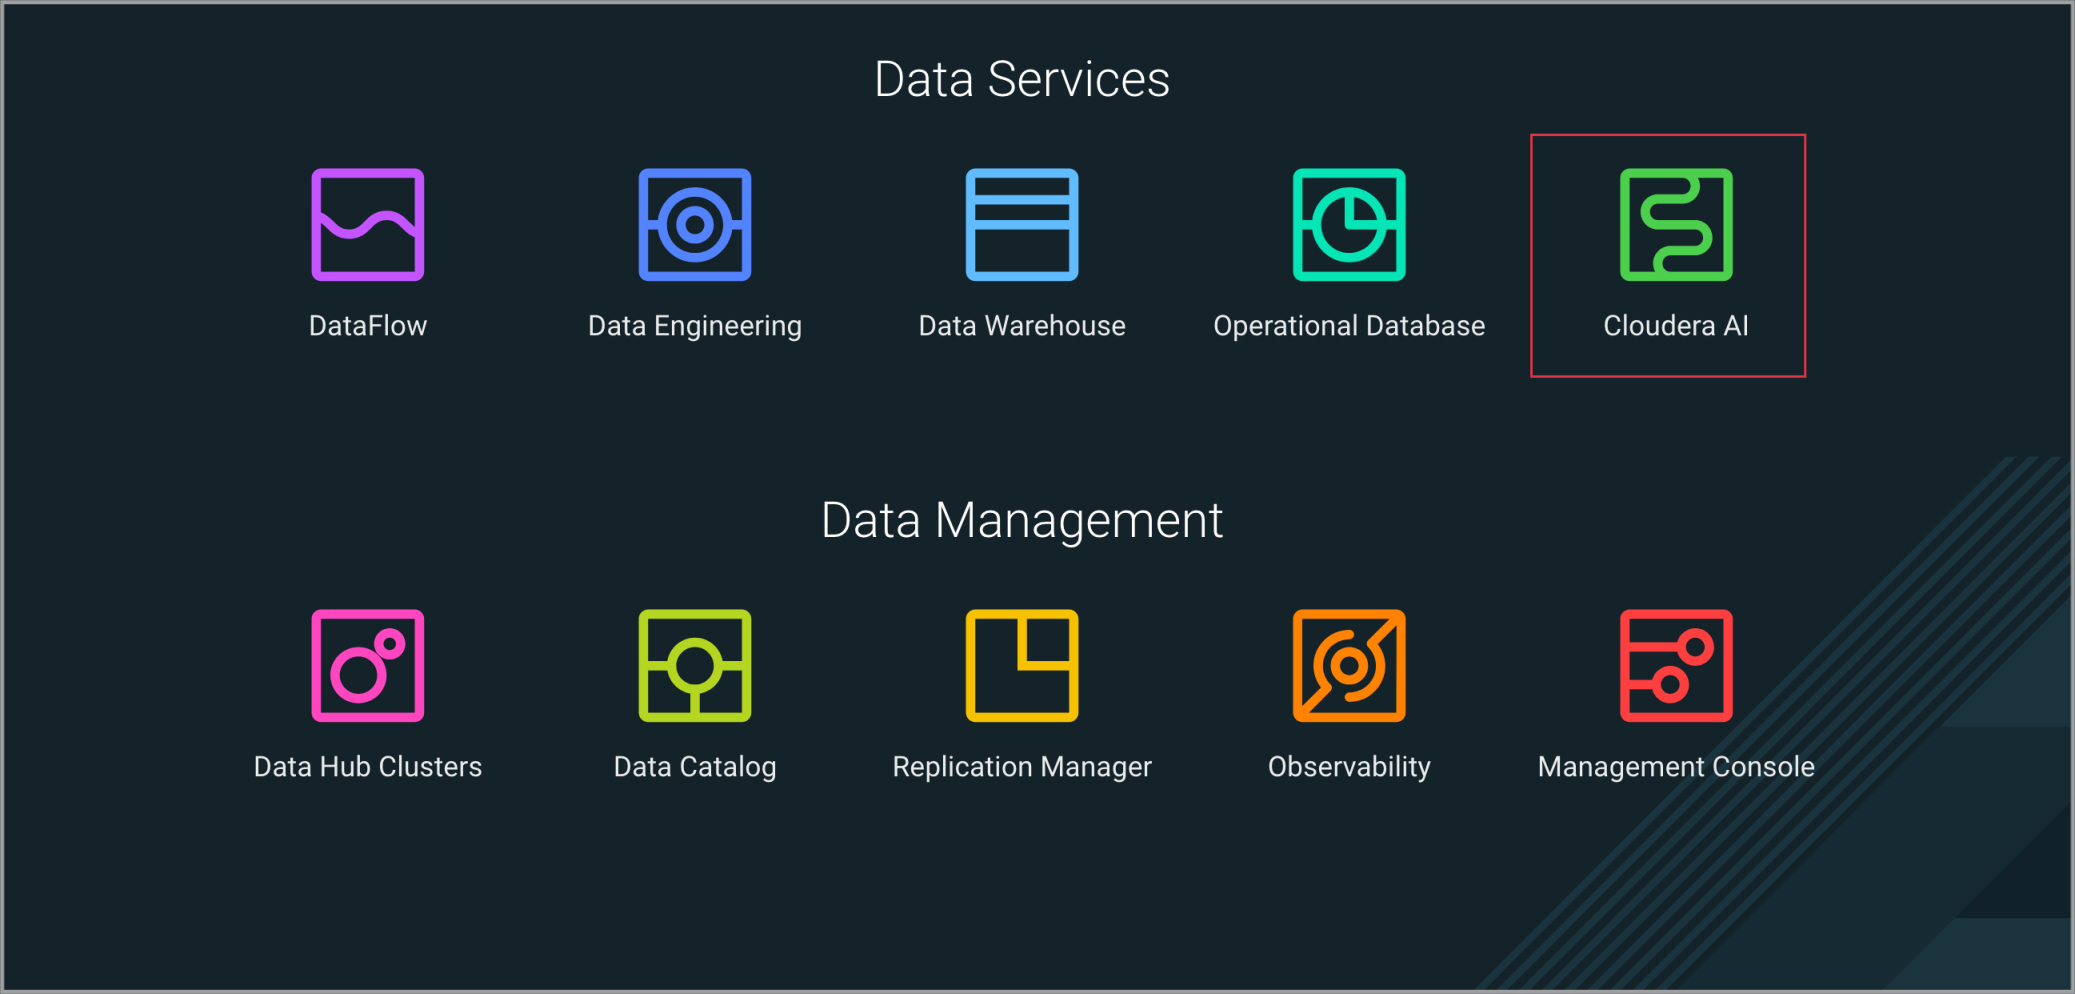 Data Services
DataFlow
Data Engineering
Data Warehouse
Operational Database
Cloudera AI
Data Management
Data Hub Clusters
Data Catalog
Replication Manager
Observability
Management Console